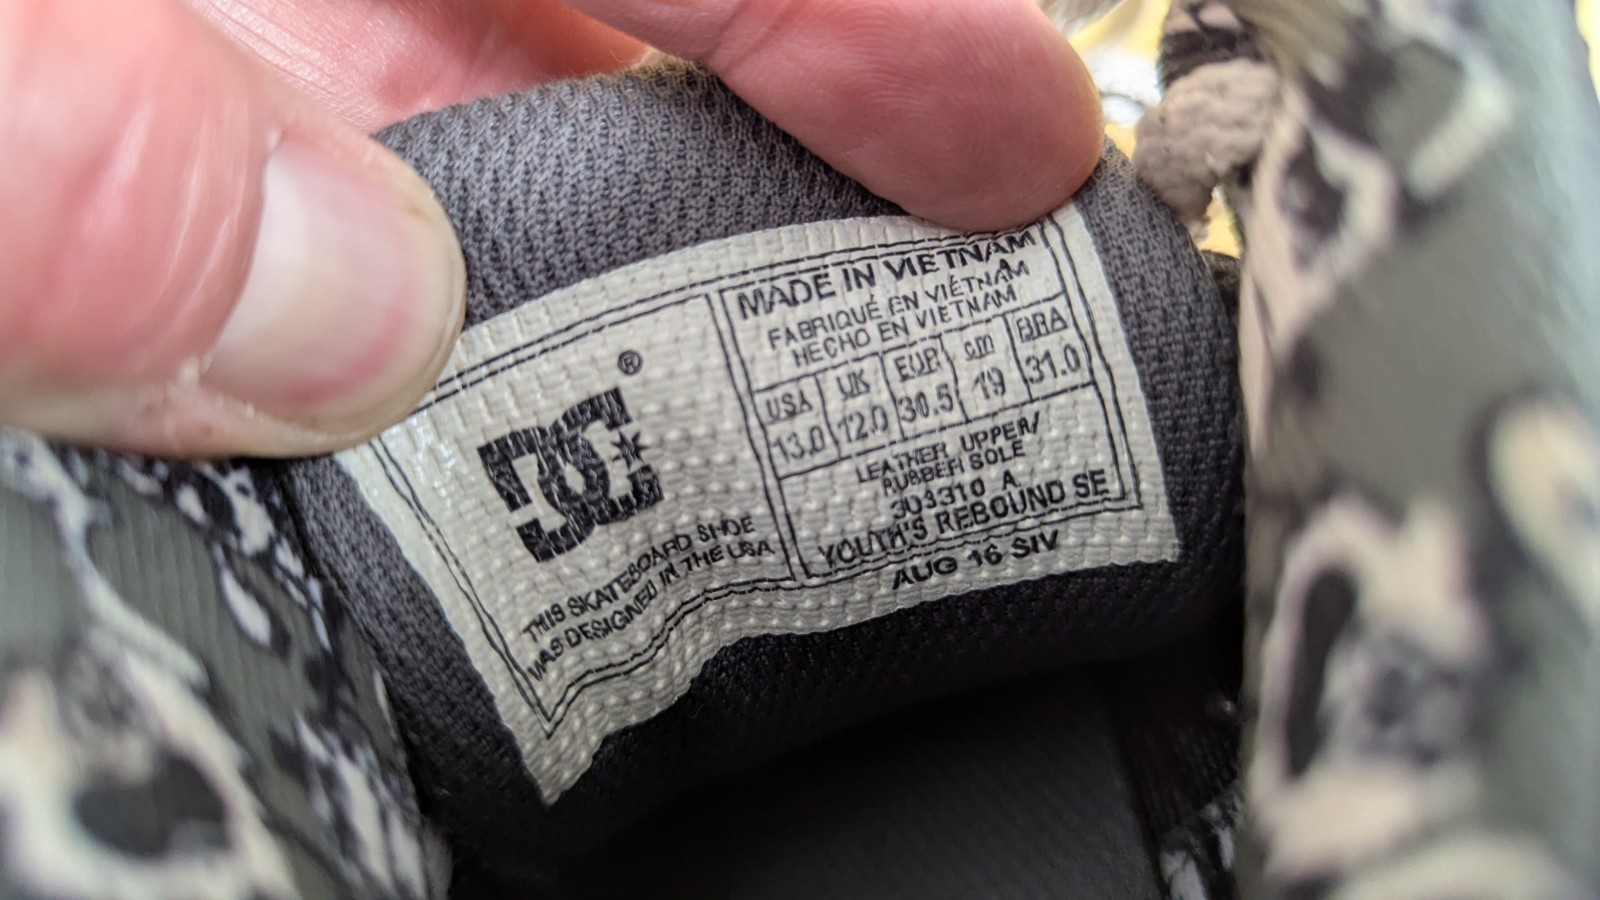 DC ®
THIS SKATEBOARD SHOE
WAS DESIGNED IN THE USA
MADE IN VIETNAM
FABRIQUÉ EN VIÉTNAM
HECHO EN VIETNAM
USA UK EUR cm BRA
13.0 12.0 30.5 19 31.0
LEATHER UPPER/
RUBBER SOLE
303310 A
YOUTH'S REBOUND SE
AUG 16 SIV